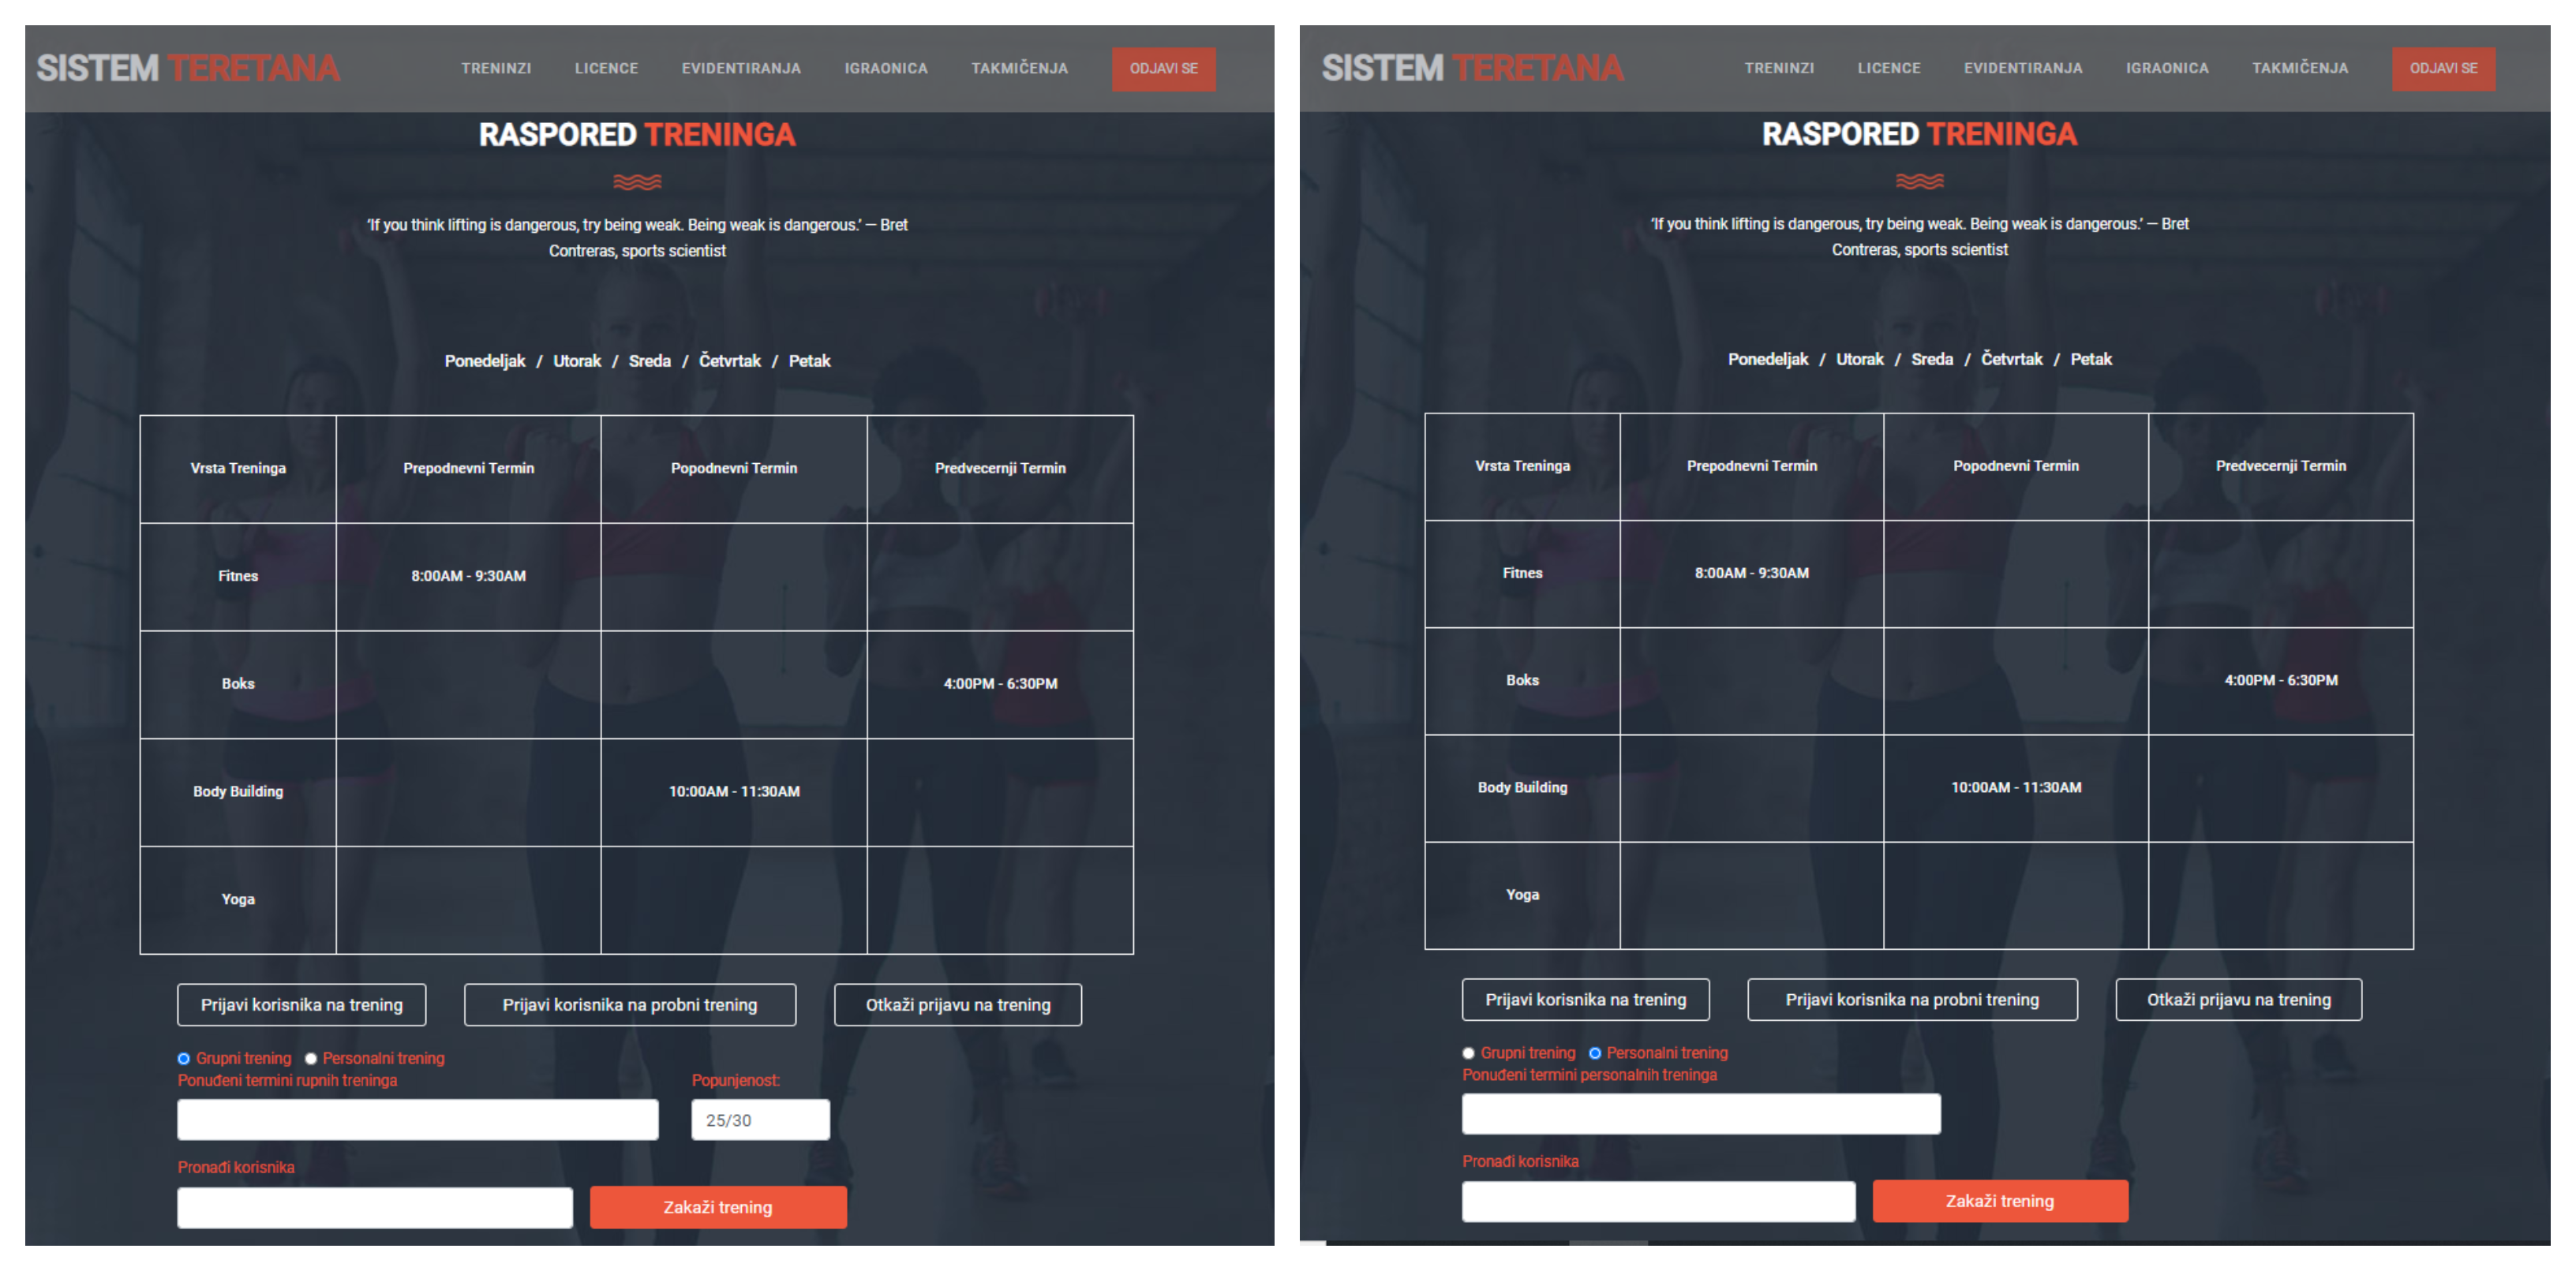 SISTEM TERETANA TRENINZI LICENCE EVIDENTIRANJA IGRAONICA TAKMIČENJA ODJAVI SE
RASPORED TRENINGA
'If you think lifting is dangerous, try being weak. Being weak is dangerous.' — Bret
Contreras, sports scientist
Ponedeljak / Utorak / Sreda / Četvrtak / Petak
Vrsta Treninga Prepodnevni Termin Popodnevni Termin Predvecernji Termin
Fitnes 8:00AM - 9:30AM
Boks 4:00PM - 6:30PM
Body Building 10:00AM - 11:30AM
Yoga
Prijavi korisnika na trening Prijavi korisnika na probni trening Otkaži prijavu na trening
Grupni trening Personalni trening
Ponuđeni termini rupnih treninga Popunjenost:
25/30
Pronađi korisnika
Zakaži trening
SISTEM TERETANA TRENINZI LICENCE EVIDENTIRANJA IGRAONICA TAKMIČENJA ODJAVI SE
RASPORED TRENINGA
'If you think lifting is dangerous, try being weak. Being weak is dangerous.' — Bret
Contreras, sports scientist
Ponedeljak / Utorak / Sreda / Četvrtak / Petak
Vrsta Treninga Prepodnevni Termin Popodnevni Termin Predvecernji Termin
Fitnes 8:00AM - 9:30AM
Boks 4:00PM - 6:30PM
Body Building 10:00AM - 11:30AM
Yoga
Prijavi korisnika na trening Prijavi korisnika na probni trening Otkaži prijavu na trening
Grupni trening Personalni trening
Ponuđeni termini personalnih treninga
Pronađi korisnika
Zakaži trening